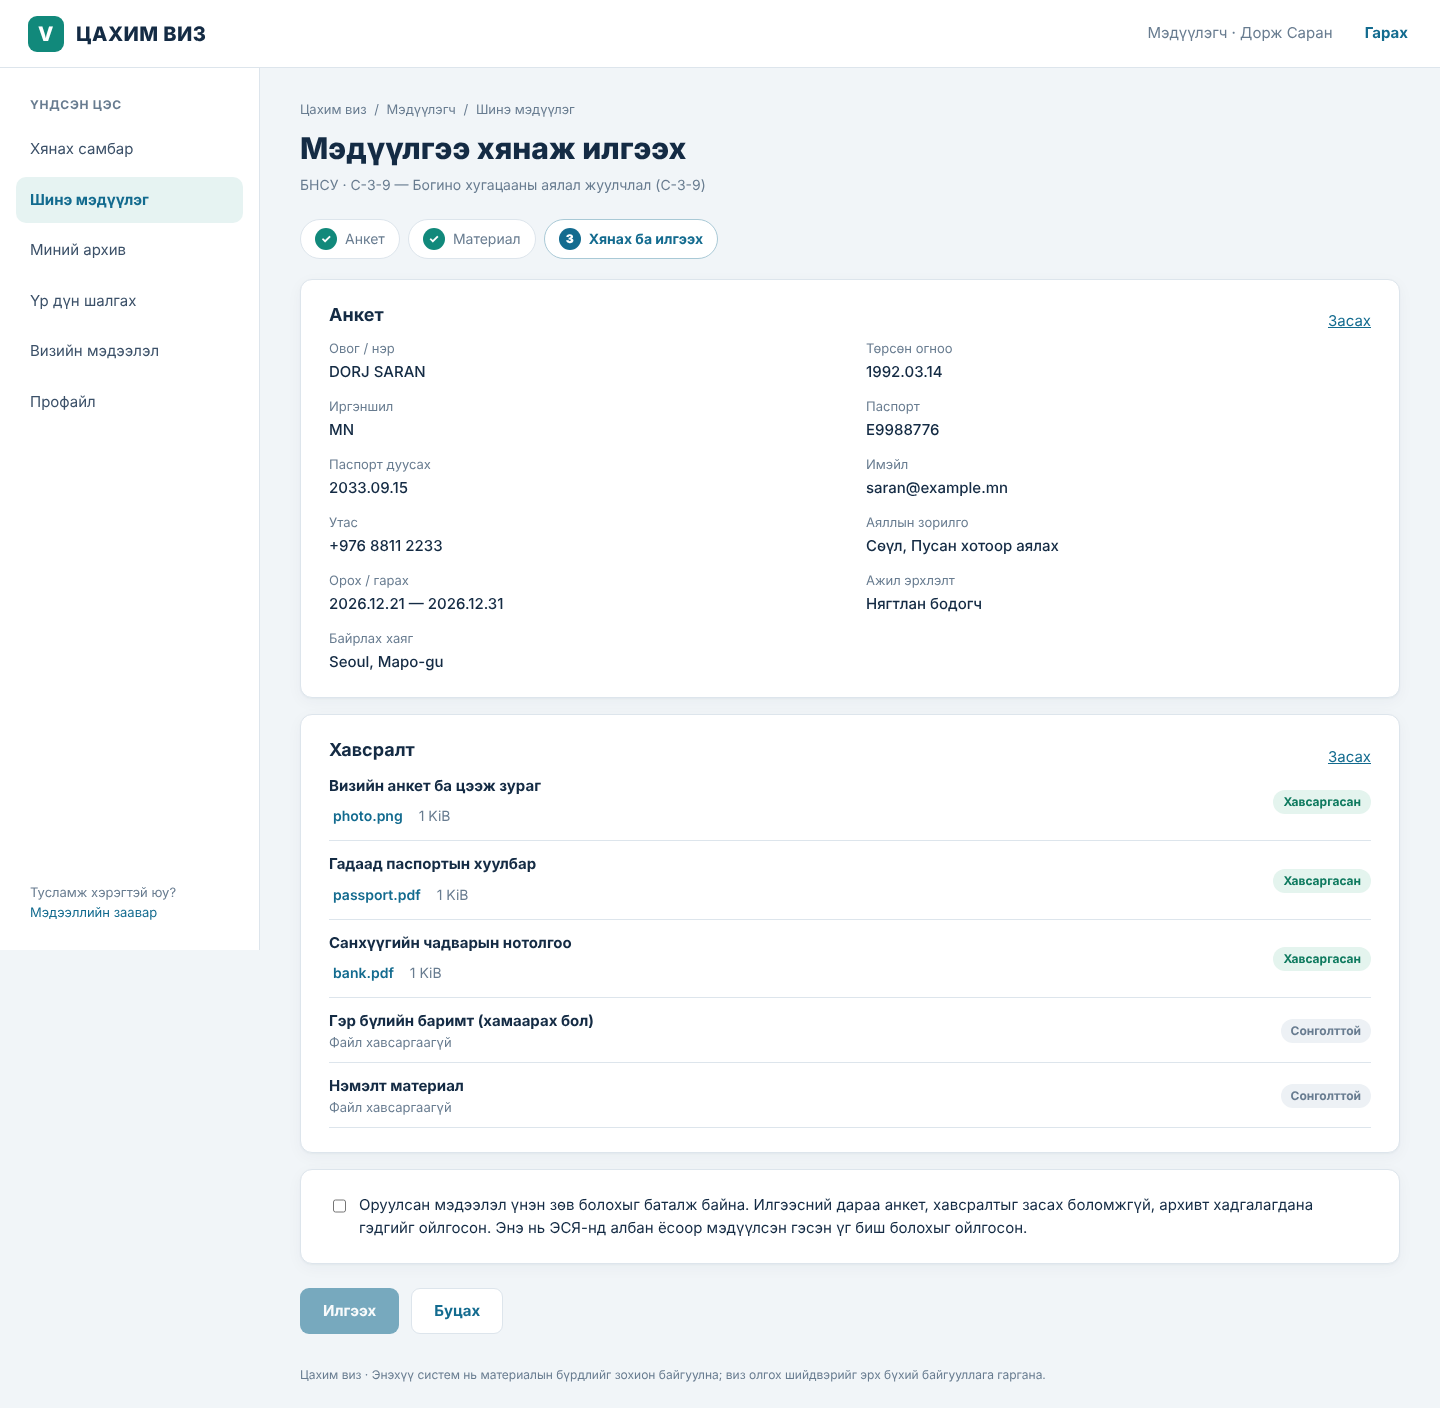 V ЦАХИМ ВИЗ
Мэдүүлэгч · Дорж Саран Гарах
ҮНДСЭН ЦЭС
Хянах самбар
Шинэ мэдүүлэг
Миний архив
Үр дүн шалгах
Визийн мэдээлэл
Профайл
Тусламж хэрэгтэй юу?
Мэдээллийн заавар
Цахим виз / Мэдүүлэгч / Шинэ мэдүүлэг
Мэдүүлгээ хянаж илгээх
БНСУ · C-3-9 — Богино хугацааны аялал жуулчлал (C-3-9)
Анкет Материал 3 Хянах ба илгээх
Анкет
Засах
Овог / нэр
DORJ SARAN
Төрсөн огноо
1992.03.14
Иргэншил
MN
Паспорт
E9988776
Паспорт дуусах
2033.09.15
Имэйл
saran@example.mn
Утас
+976 8811 2233
Аяллын зорилго
Сөүл, Пусан хотоор аялах
Орох / гарах
2026.12.21 — 2026.12.31
Ажил эрхлэлт
Нягтлан бодогч
Байрлах хаяг
Seoul, Mapo-gu
Хавсралт
Засах
Визийн анкет ба цээж зураг
photo.png 1 KiB
Хавсаргасан
Гадаад паспортын хуулбар
passport.pdf 1 KiB
Хавсаргасан
Санхүүгийн чадварын нотолгоо
bank.pdf 1 KiB
Хавсаргасан
Гэр бүлийн баримт (хамаарах бол)
Файл хавсаргаагүй
Сонголттой
Нэмэлт материал
Файл хавсаргаагүй
Сонголттой
Оруулсан мэдээлэл үнэн зөв болохыг баталж байна. Илгээсний дараа анкет, хавсралтыг засах боломжгүй, архивт хадгалагдана
гэдгийг ойлгосон. Энэ нь ЭСЯ-нд албан ёсоор мэдүүлсэн гэсэн үг биш болохыг ойлгосон.
Илгээх Буцах
Цахим виз · Энэхүү систем нь материалын бүрдлийг зохион байгуулна; виз олгох шийдвэрийг эрх бүхий байгууллага гаргана.